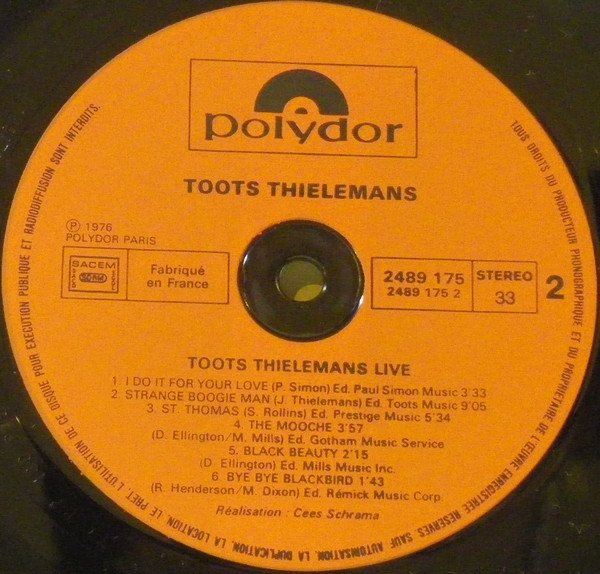 polydor
TOOTS THIELEMANS
℗ 1976
POLYDOR PARIS
SACEM
Fabriqué
en France
2489 175
2489 175 2
STEREO
33
2
TOOTS THIELEMANS LIVE
1. I DO IT FOR YOUR LOVE (P. Simon) Ed. Paul Simon Music 3'33
2. STRANGE BOOGIE MAN (J. Thielemans) Ed. Toots Music 9'05
3. ST. THOMAS (S. Rollins) Ed. Prestige Music 5'34
4. THE MOOCHE 3'57
(D. Ellington/M. Mills) Ed. Gotham Music Service
5. BLACK BEAUTY 2'15
(D. Ellington) Ed. Mills Music Inc.
6. BYE BYE BLACKBIRD 1'43
(R. Henderson/M. Dixon) Ed. Rémick Music Corp.
Réalisation : Cees Schrama
TOUS DROITS DU PRODUCTEUR PHONOGRAPHIQUE ET DU PROPRIETAIRE DE L'ŒUVRE ENREGISTREE RESERVES. SAUF AUTORISATION, LA DUPLICATION, LA LOCATION, LE PRET, L'UTILISATION DE CE DISQUE POUR EXECUTION PUBLIQUE ET RADIODIFFUSION SONT INTERDITS.